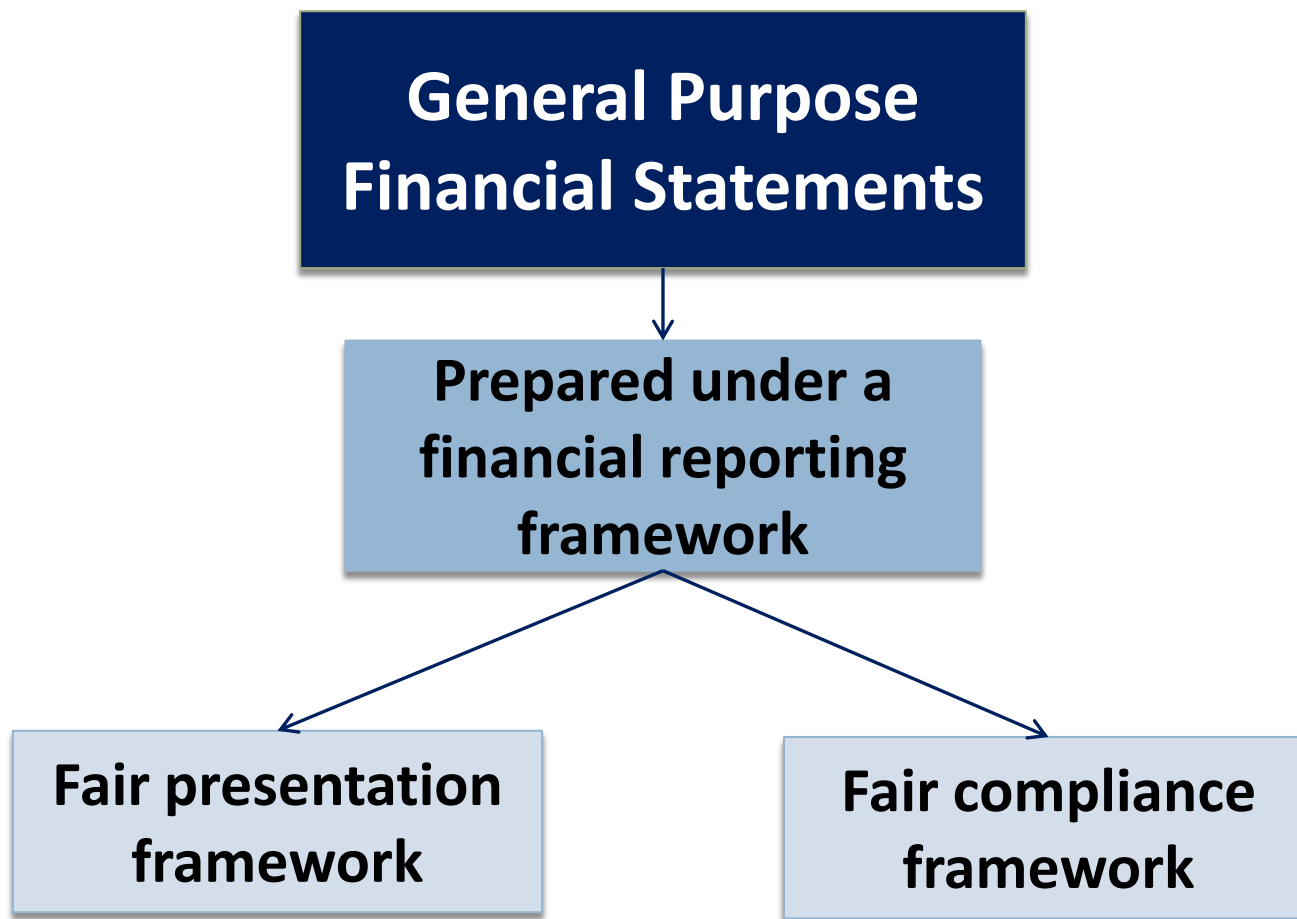 General Purpose
Financial Statements
Prepared under a
financial reporting
framework
Fair presentation
framework
Fair compliance
framework